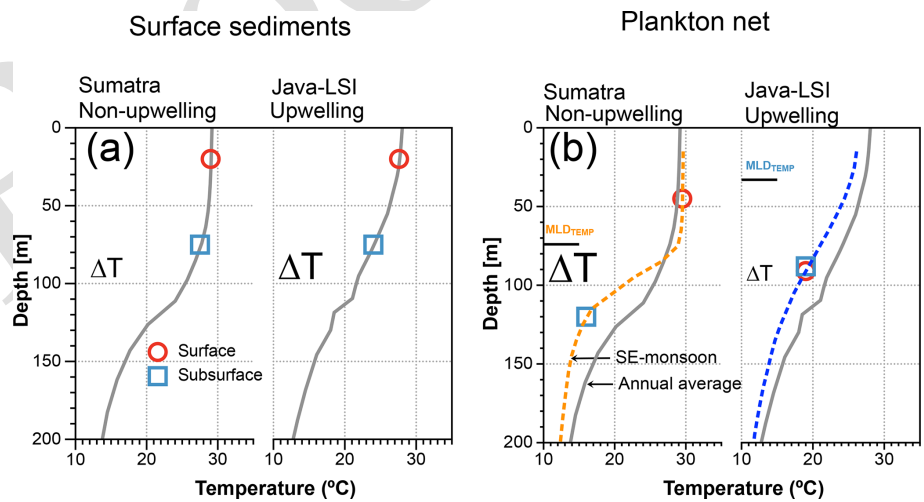 Surface sediments
Plankton net
Sumatra
Non-upwelling
Java-LSI
Upwelling
Sumatra
Non-upwelling
Java-LSI
Upwelling
0
50
100
150
200
Depth [m]
(a)
ΔT
ΔT
Surface
Subsurface
10 20 30
10 20 30
Temperature (ºC)
0
50
100
150
200
Depth [m]
(b)
MLDTEMP
ΔT
MLDTEMP
ΔT
SE-monsoon
Annual average
10 20 30
10 20 30
Temperature (ºC)